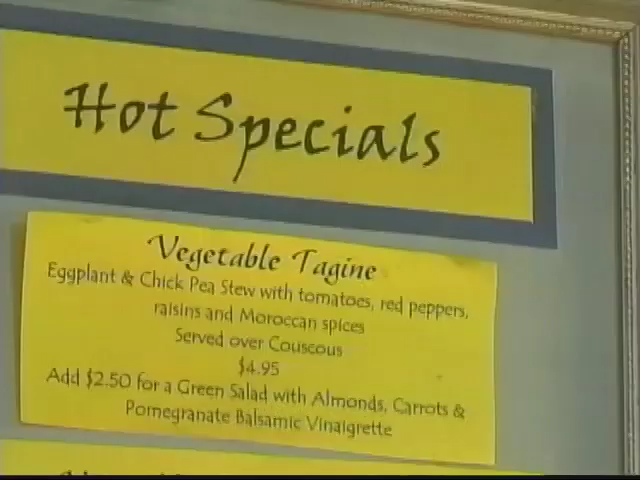 Hot Specials
Vegetable Tagine
Eggplant & Chick Pea Stew with tomatoes, red peppers,
raisins and Moroccan spices
Served over Couscous
$4.95
Add $2.50 for a Green Salad with Almonds, Carrots &
Pomegranate Balsamic Vinaigrette